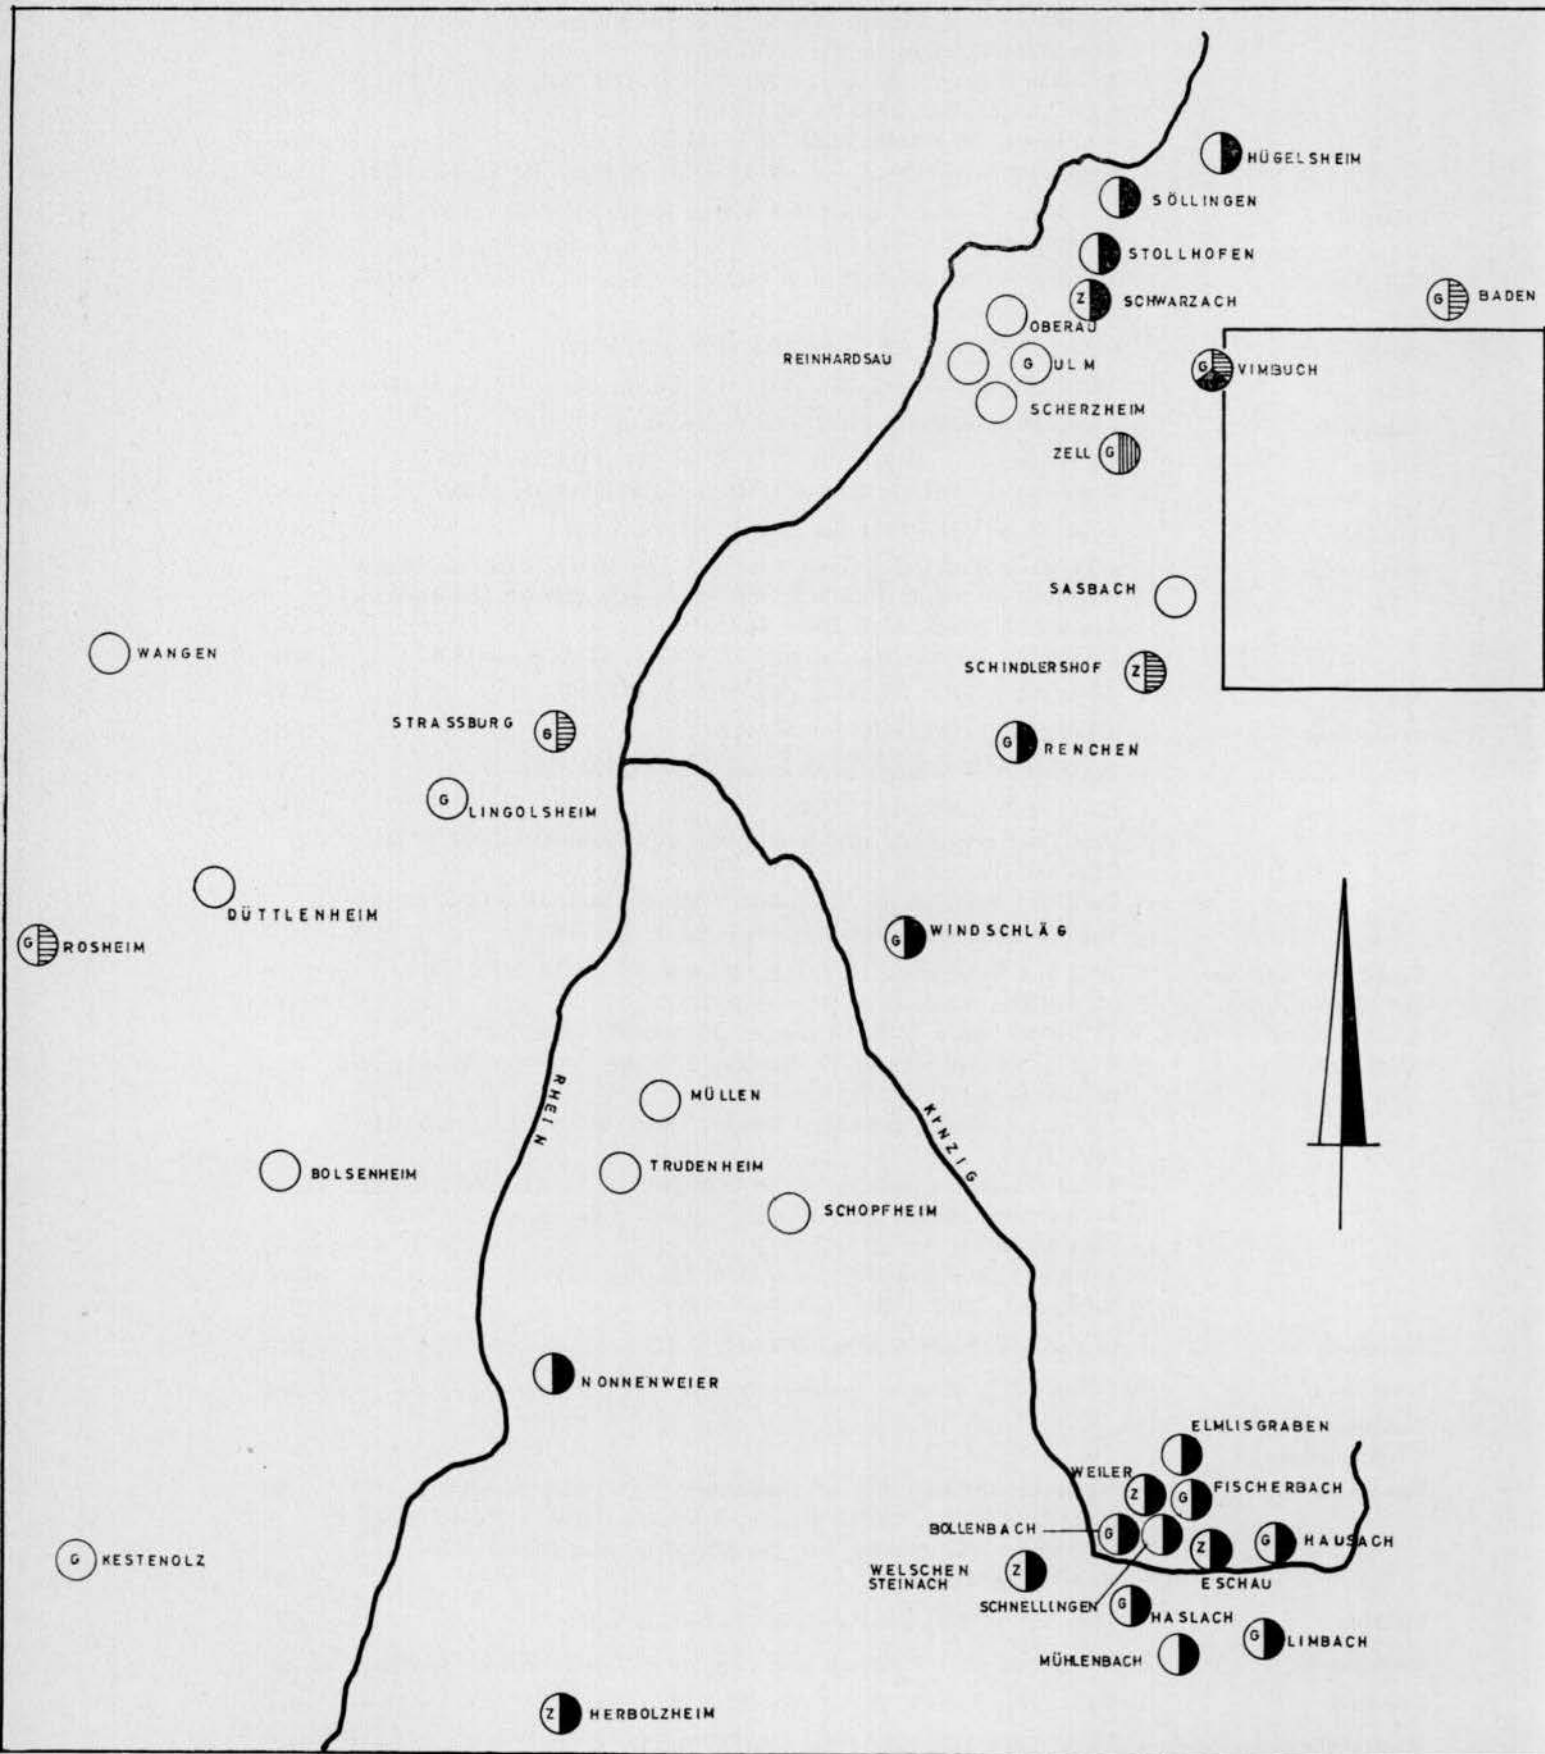 HÜGELSHEIM
SÖLLINGEN
STOLLHOFEN
Z SCHWARZACH
G BADEN
OBERAU
REINHARDSAU
G ULM
G VIMBUCH
SCHERZHEIM
ZELL G
SASBACH
WANGEN
SCHINDLERSHOF Z
STRASSBURG G
G RENCHEN
G LINGOLSHEIM
DÜTTLENHEIM
G WINDSCHLÄG
G ROSHEIM
RHEIN
MÜLLEN
KINZIG
TRUDENHEIM
BOLSENHEIM
SCHOPFHEIM
NONNENWEIER
ELMLISGRABEN
WEILER Z
G FISCHERBACH
BOLLENBACH G
G HAUSACH
G KESTENOLZ
WELSCHEN
STEINACH
Z
Z
ESCHAU
SCHNELLINGEN
G HASLACH
G LIMBACH
MÜHLENBACH
Z HERBOLZHEIM